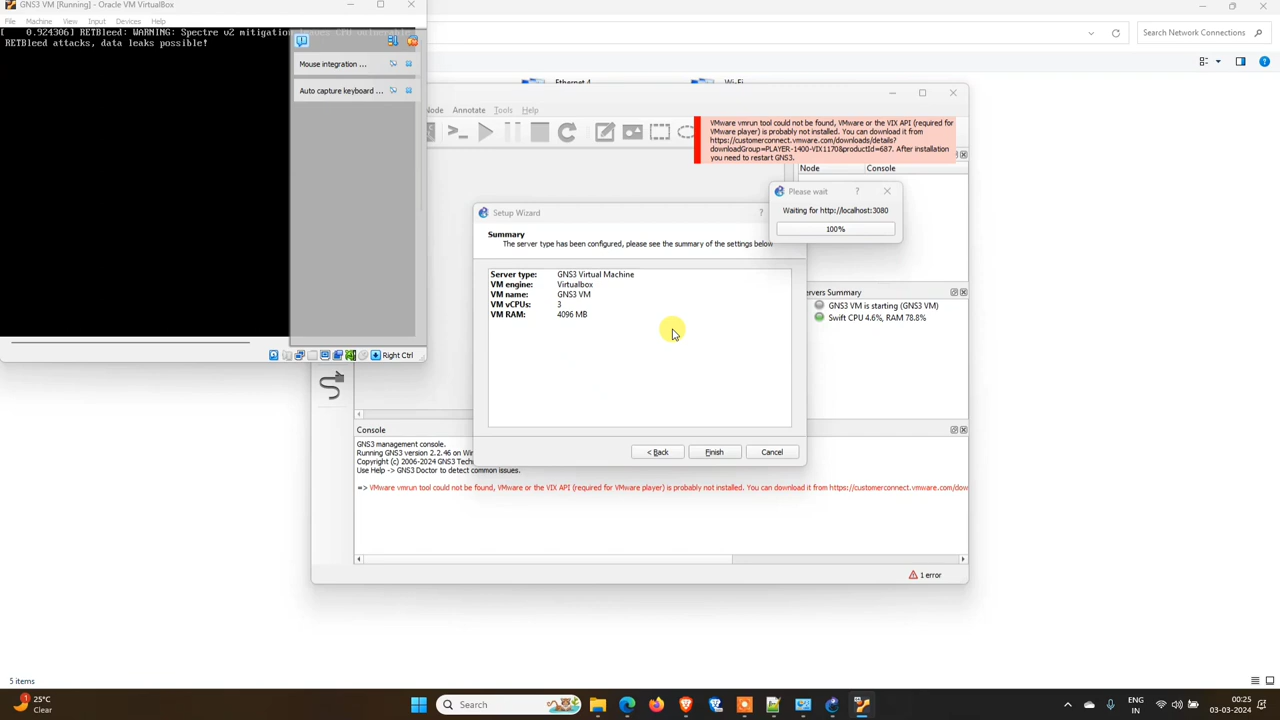 GNS3 VM [Running] - Oracle VM VirtualBox
File Machine View Input Devices Help
[ 0.924306] RETBleed: WARNING: Spectre v2 mitigation
RETBleed attacks, data leaks possible!
Mouse integration ...
Auto capture keyboard ...
Right Ctrl
Search Network Connections
Ethernet 4
Wi-Fi
Node Annotate Tools Help
VMware vmrun tool could not be found, VMware or the VIX API (required for
VMware player) is probably not installed. You can download it from
https://customerconnect.vmware.com/downloads/details?
downloadGroup=PLAYER-1400-VIX1170&productId=687. After installation
you need to restart GNS3.
Node Console
Please wait
Waiting for http://localhost:3080
100%
Setup Wizard
Summary
The server type has been configured, please see the summary of the settings below
Server type: GNS3 Virtual Machine
VM engine: Virtualbox
VM name: GNS3 VM
VM vCPUs: 3
VM RAM: 4096 MB
< Back
Finish
Cancel
ervers Summary
GNS3 VM is starting (GNS3 VM)
Swift CPU 4.6%, RAM 78.8%
Console
GNS3 management console.
Running GNS3 version 2.2.46 on Win
Copyright (c) 2006-2024 GNS3 Techn
Use Help -> GNS3 Doctor to detect common issues.
=> VMware vmrun tool could not be found, VMware or the VIX API (required for VMware player) is probably not installed. You can download it from https://customerconnect.vmware.com/dow
1 error
5 items
1
25°C
Clear
Search
ENG
IN
00:25
03-03-2024